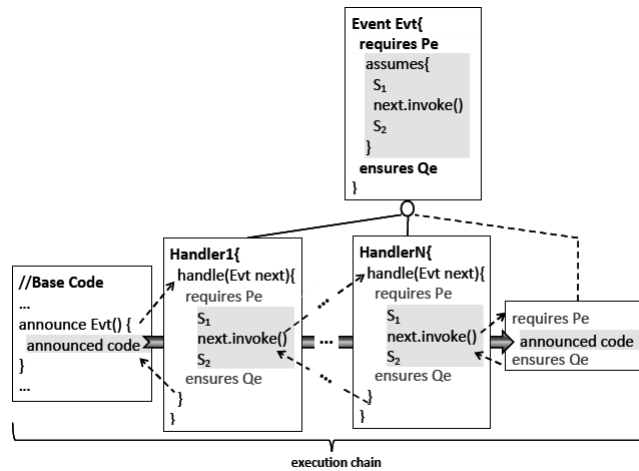 Event Evt{
requires Pe
assumes{
S1
next.invoke()
S2
}
ensures Qe
}
//Base Code
...
announce Evt() {
announced code
}
...
Handler1{
handle(Evt next){
requires Pe
S1
next.invoke()
S2
ensures Qe
}
}
...
...
...
HandlerN{
handle(Evt next){
requires Pe
S1
next.invoke()
S2
ensures Qe
}
}
requires Pe
announced code
ensures Qe
execution chain